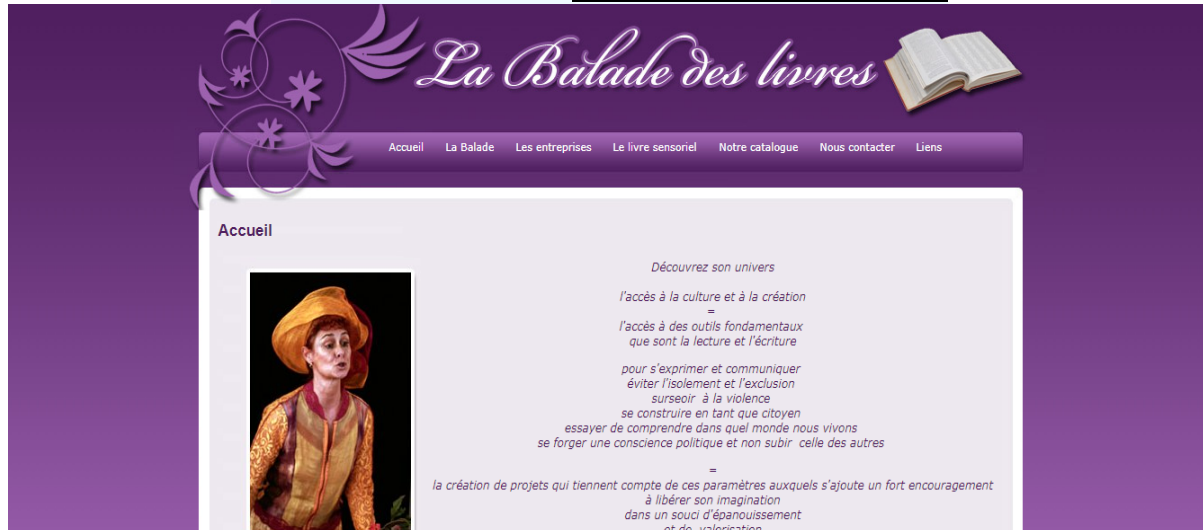 La Balade des livres
Accueil La Balade Les entreprises Le livre sensoriel Notre catalogue Nous contacter Liens
Accueil
Découvrez son univers
l'accès à la culture et à la création
=
l'accès à des outils fondamentaux
que sont la lecture et l'écriture
pour s'exprimer et communiquer
éviter l'isolement et l'exclusion
surseoir à la violence
se construire en tant que citoyen
essayer de comprendre dans quel monde nous vivons
se forger une conscience politique et non subir celle des autres
=
la création de projets qui tiennent compte de ces paramètres auxquels s'ajoute un fort encouragement
à libérer son imagination
dans un souci d'épanouissement
et de valorisation